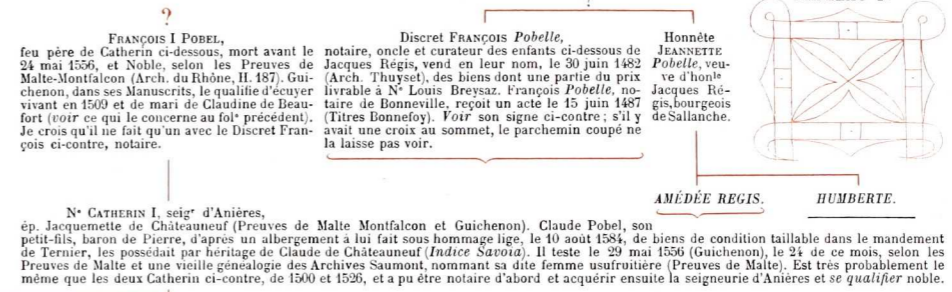 ?
FRANÇOIS I POBEL,
feu père de Catherin ci-dessous, mort avant le
24 mai 1556, et Noble, selon les Preuves de
Malte-Montfalcon (Arch. du Rhône, H. 187). Gui-
chenon, dans ses Manuscrits, le qualifie d'écuyer
vivant en 1509 et de mari de Claudine de Beau-
fort (voir ce qui le concerne au fol° précédent).
Je crois qu'il ne fait qu'un avec le Discret Fran-
çois ci-contre, notaire.
Discret FRANÇOIS Pobelle,
notaire, oncle et curateur des enfants ci-dessous de
Jacques Régis, vend en leur nom, le 30 juin 1482
(Arch. Thuyset), des biens dont une partie du prix
livrable à N° Louis Breysaz. François Pobelle, no-
taire de Bonneville, reçoit un acte le 15 juin 1487
(Titres Bonnefoy). Voir son signe ci-contre ; s'il y
avait une croix au sommet, le parchemin coupé ne
la laisse pas voir.
Honnête
JEANNETTE
Pobelle, veu-
ve d'honle
Jacques Ré-
gis, bourgeois
de Sallanche.
AMÉDÉE REGIS.
HUMBERTE.
N° CATHERIN I, seigr d'Anières,
ép. Jacquemette de Châteauneuf (Preuves de Malte Montfalcon et Guichenon). Claude Pobel, son
petit-fils, baron de Pierre, d'après un albergement à lui fait sous hommage lige, le 10 août 1584, de biens de condition taillable dans le mandement
de Ternier, les possédait par héritage de Claude de Châteauneuf (Indice Savoia). Il teste le 29 mai 1556 (Guichenon), le 24 de ce mois, selon les
Preuves de Malte et une vieille généalogie des Archives Saumont, nommant sa dite femme usufruitière (Preuves de Malte). Est très probablement le
même que les deux Catherin ci-contre, de 1500 et 1526, et a pu être notaire d'abord et acquérir ensuite la seigneurie d'Anières et se qualifier noble.